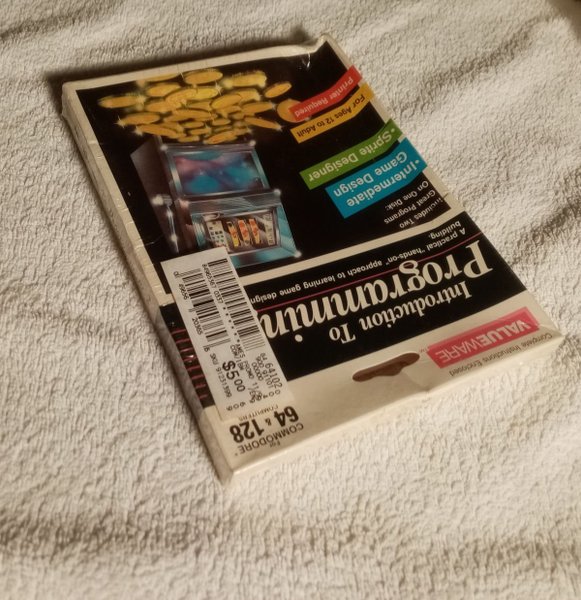 Complete Instructions Enclosed
VALUEWARE
For
COMMODORE
64 & 128
COMPUTERS
Introduction To
Programmin
A practical "hands-on" approach to learning game design
building.
Includes Two
Great Programs
On One Disk:
• Intermediate
Game Design
• Sprite Designer
For Ages 12 to Adult
Printer Required
$5.00